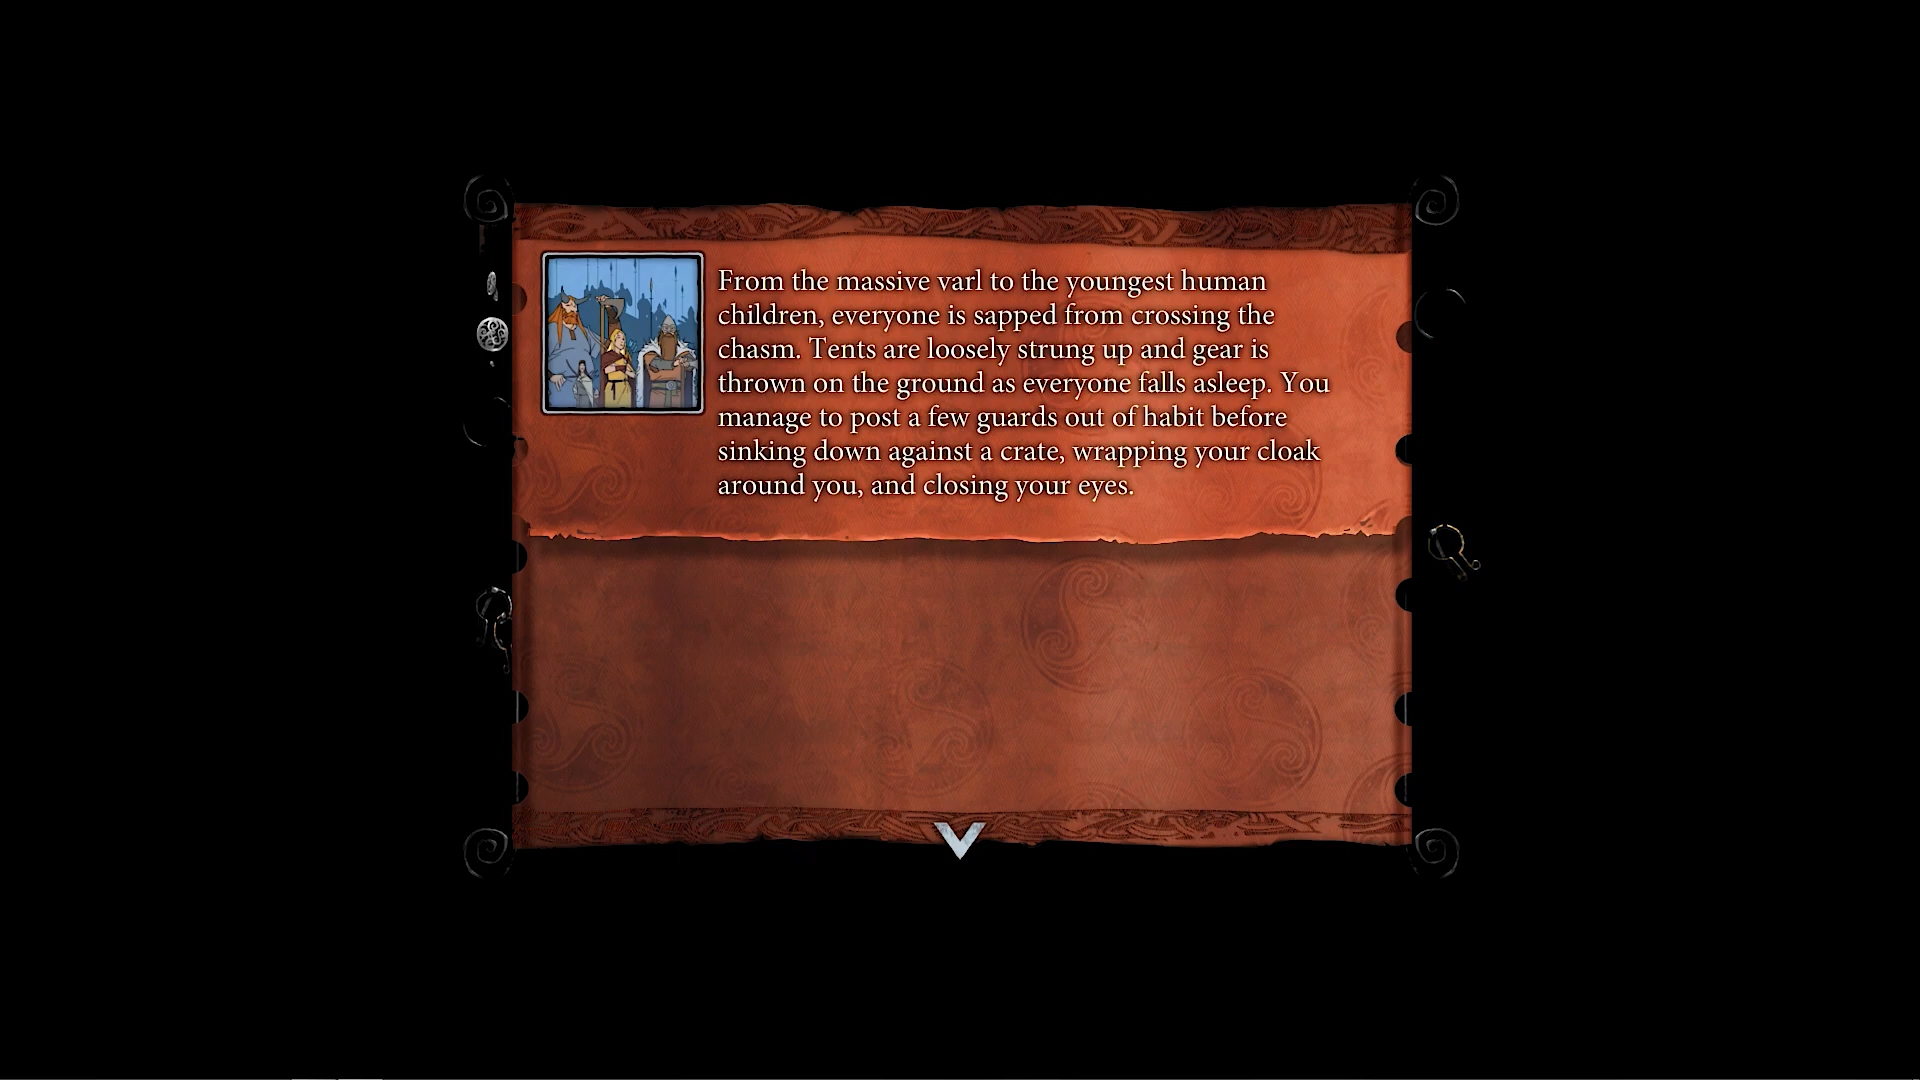 From the massive varl to the youngest human
children, everyone is sapped from crossing the
chasm. Tents are loosely strung up and gear is
thrown on the ground as everyone falls asleep. You
manage to post a few guards out of habit before
sinking down against a crate, wrapping your cloak
around you, and closing your eyes.